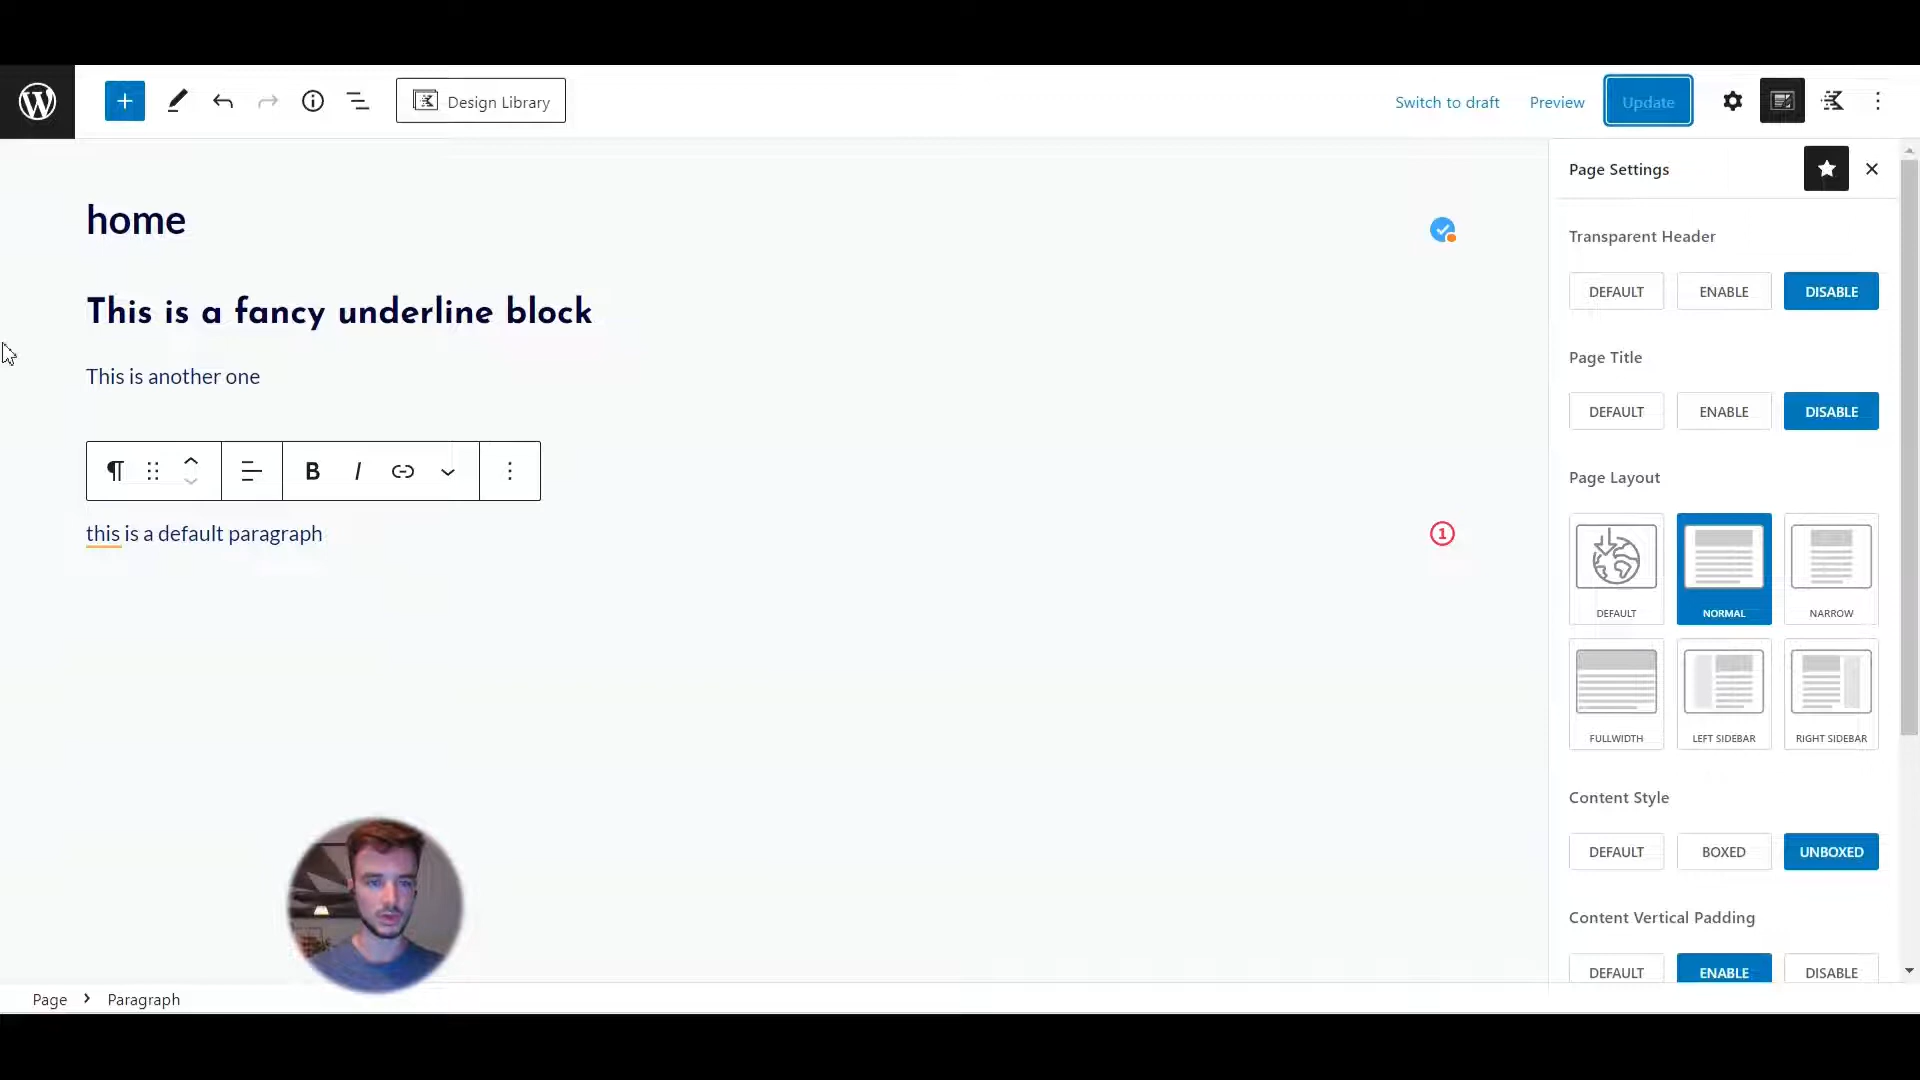 Design Library
Switch to draft
Preview
Update
home
This is a fancy underline block
This is another one
B I
this is a default paragraph
1
Page Settings
Transparent Header
DEFAULT ENABLE DISABLE
Page Title
DEFAULT ENABLE DISABLE
Page Layout
DEFAULT NORMAL NARROW
FULLWIDTH LEFT SIDEBAR RIGHT SIDEBAR
Content Style
DEFAULT BOXED UNBOXED
Content Vertical Padding
DEFAULT ENABLE DISABLE
Page Paragraph